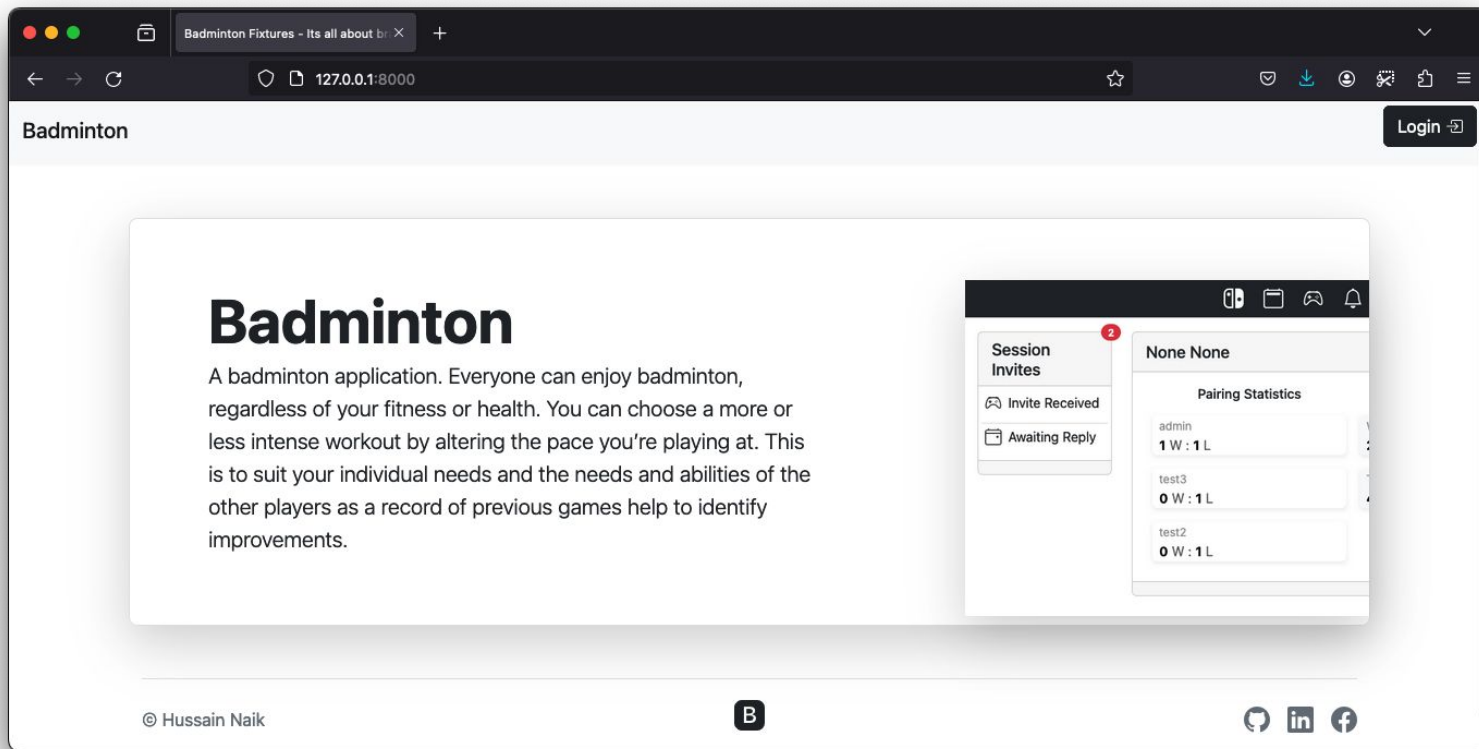 Badminton Fixtures - Its all about br
127.0.0.1:8000
Badminton
Login
Badminton
A badminton application. Everyone can enjoy badminton,
regardless of your fitness or health. You can choose a more or
less intense workout by altering the pace you’re playing at. This
is to suit your individual needs and the needs and abilities of the
other players as a record of previous games help to identify
improvements.
2
Session
Invites
Invite Received
Awaiting Reply
None None
Pairing Statistics
admin
1 W : 1 L
test3
0 W : 1 L
test2
0 W : 1 L
© Hussain Naik
B
in